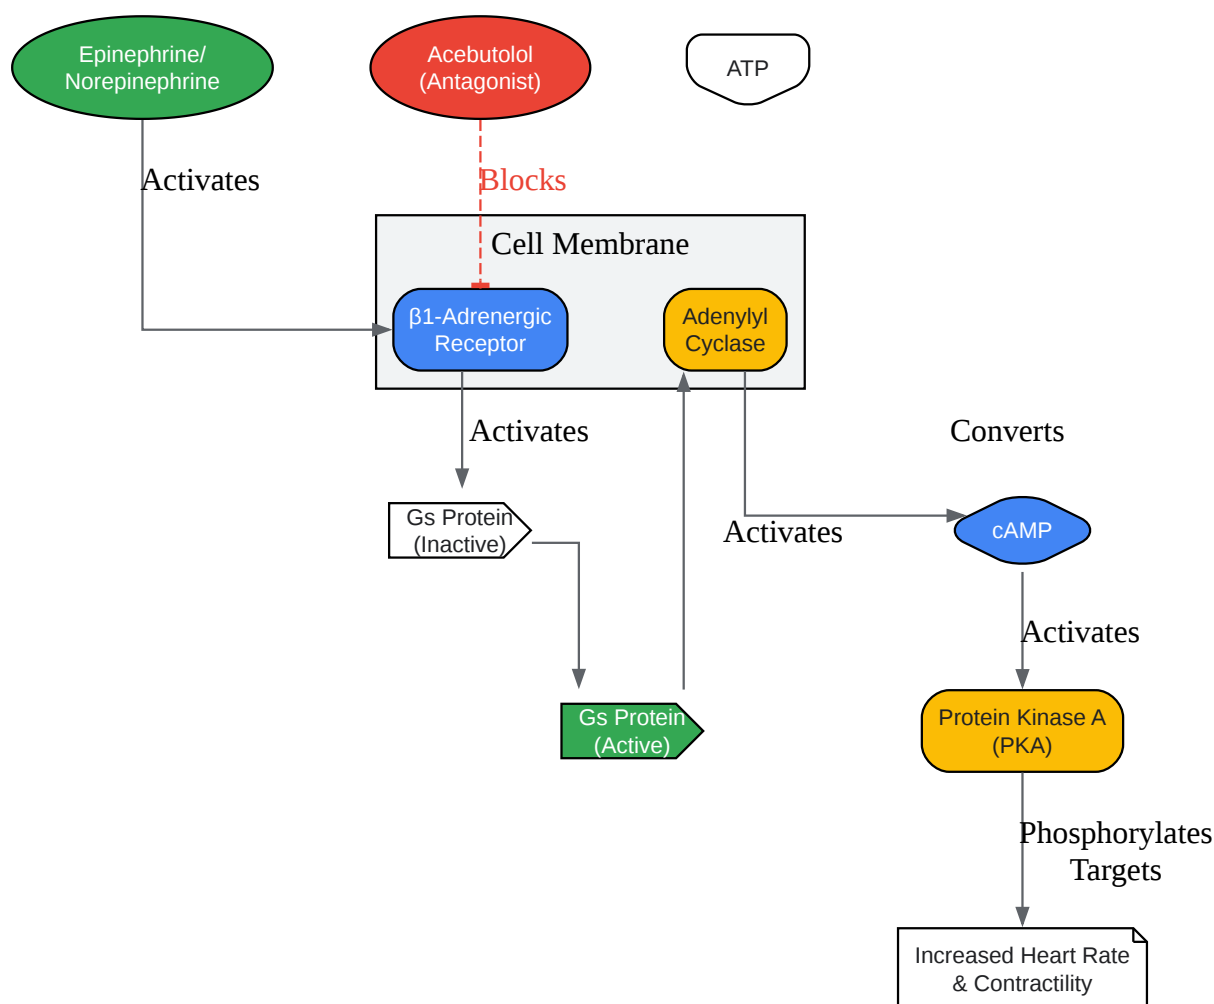 Epinephrine/
Norepinephrine
Acebutolol
(Antagonist)
ATP
Activates
Blocks
Cell Membrane
β1-Adrenergic
Receptor
Adenylyl
Cyclase
Activates
Converts
Gs Protein
(Inactive)
Activates
cAMP
Activates
Gs Protein
(Active)
Protein Kinase A
(PKA)
Phosphorylates
Targets
Increased Heart Rate
& Contractility